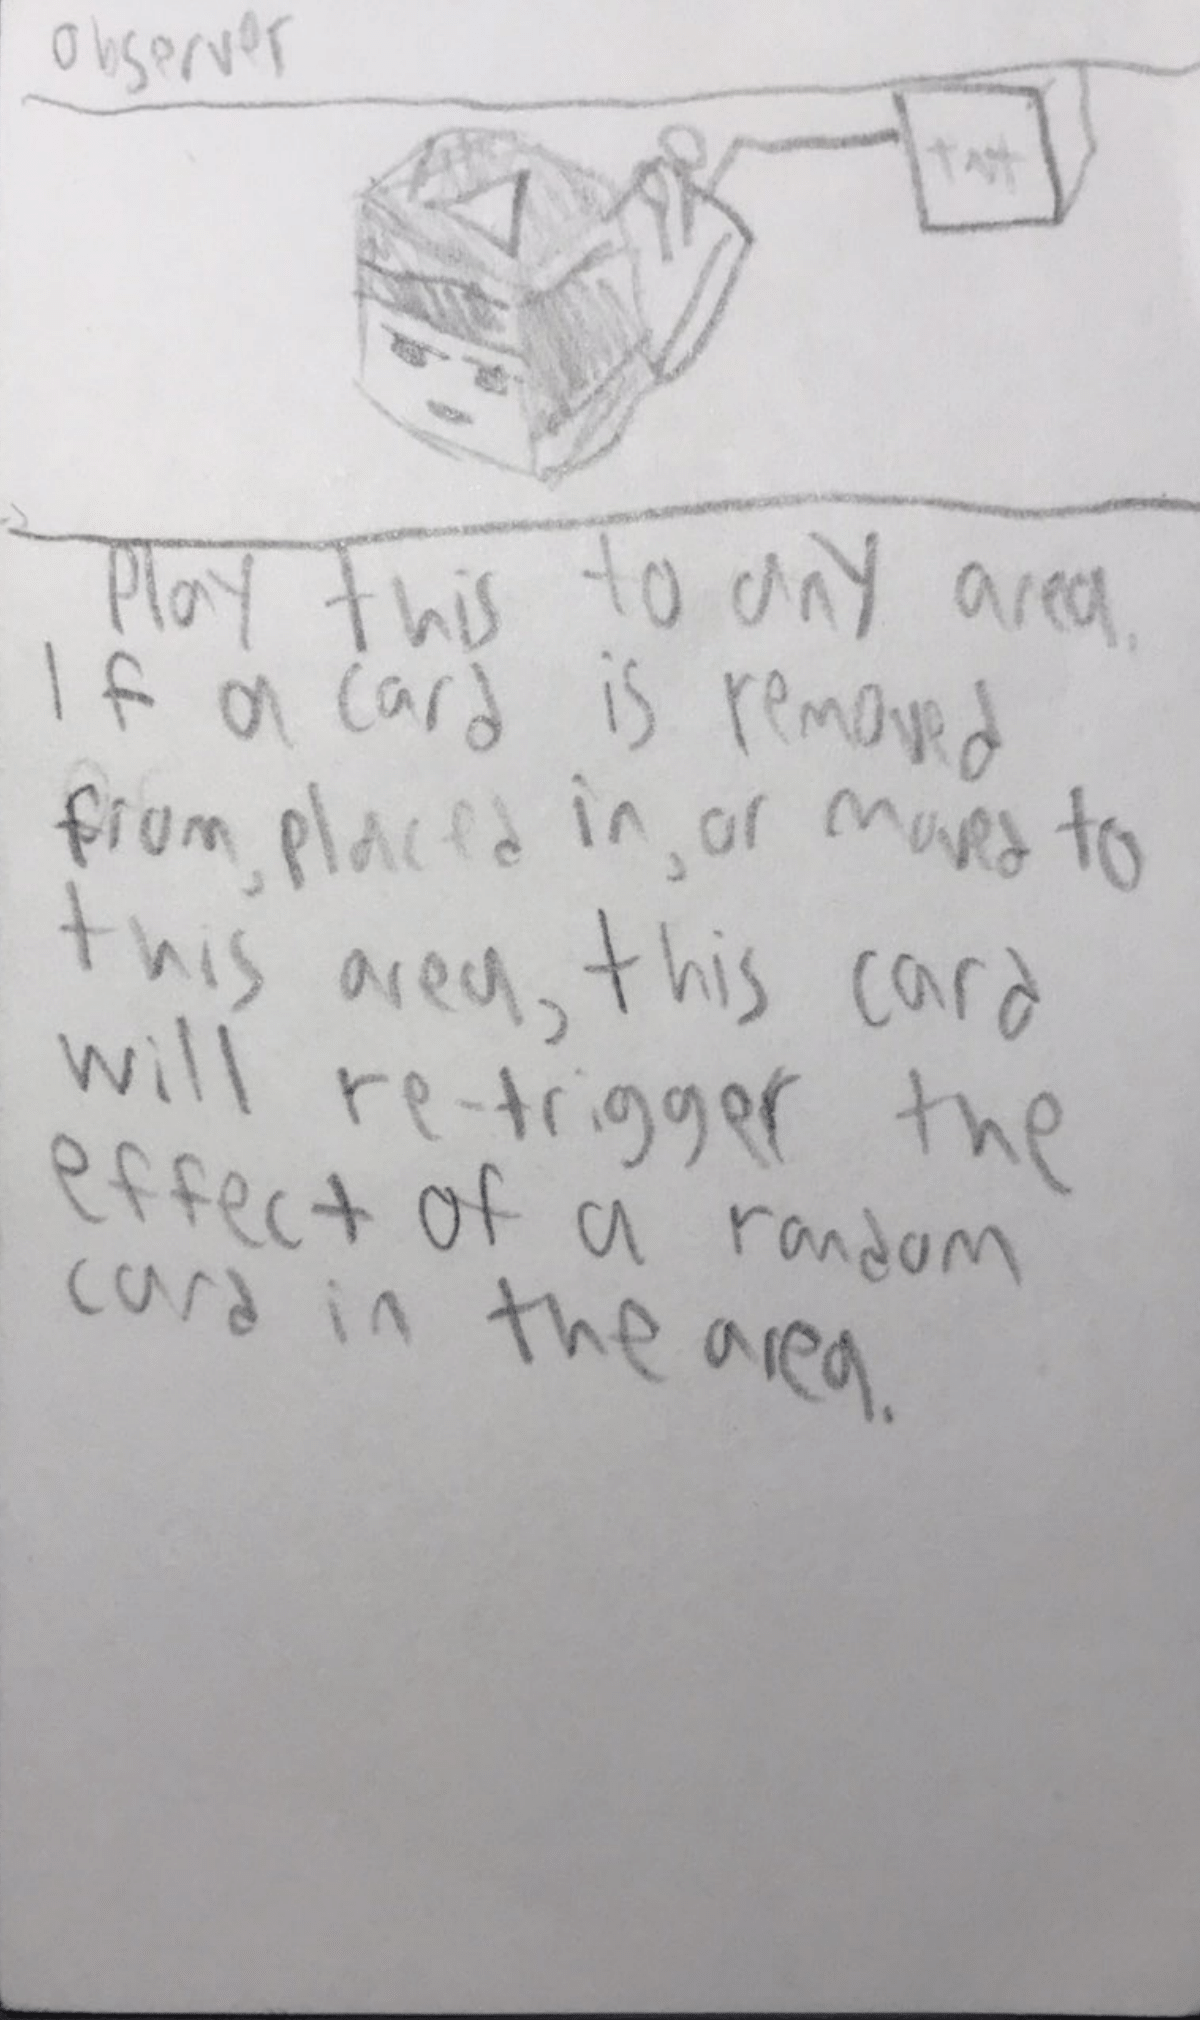 observer
tnt
Play this to any area.
If a card is removed
from, placed in, or moved to
this area, this card
will re-trigger the
effect of a random
card in the area.